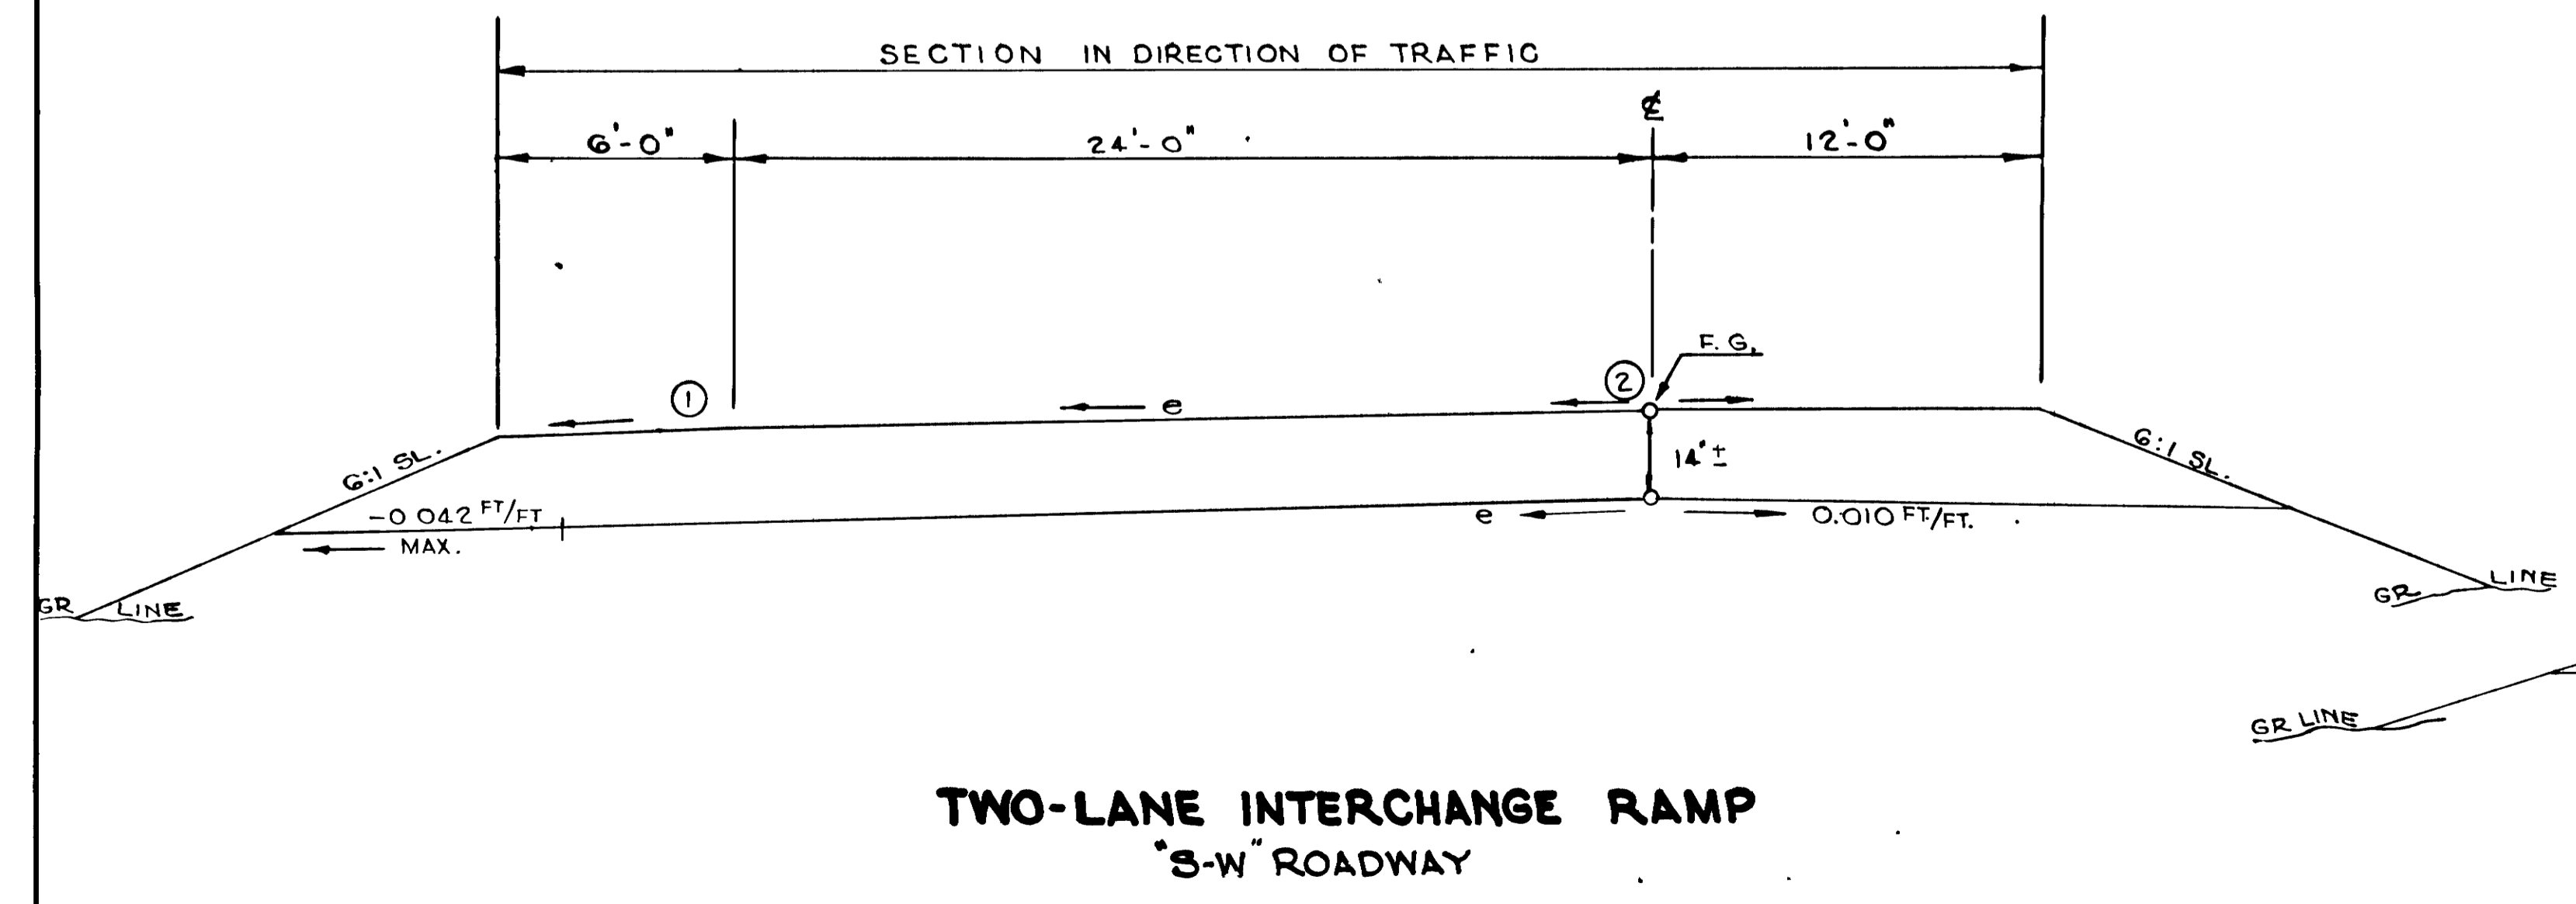 SECTION IN DIRECTION OF TRAFFIC
℄
6'-0" 24'-0" 12'-0"
F. G.
1 e 2
6:1 SL. 14"± 6:1 SL.
-0 042 FT/FT e 0.010 FT./FT.
MAX.
GR LINE GR LINE
GR LINE
TWO-LANE INTERCHANGE RAMP
"S-W" ROADWAY